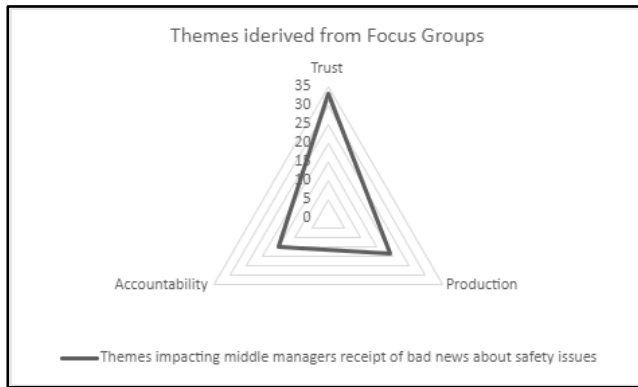 Themes iderived from Focus Groups
Trust
35
30
25
20
15
10
5
0
Accountability
Production
Themes impacting middle managers receipt of bad news about safety issues